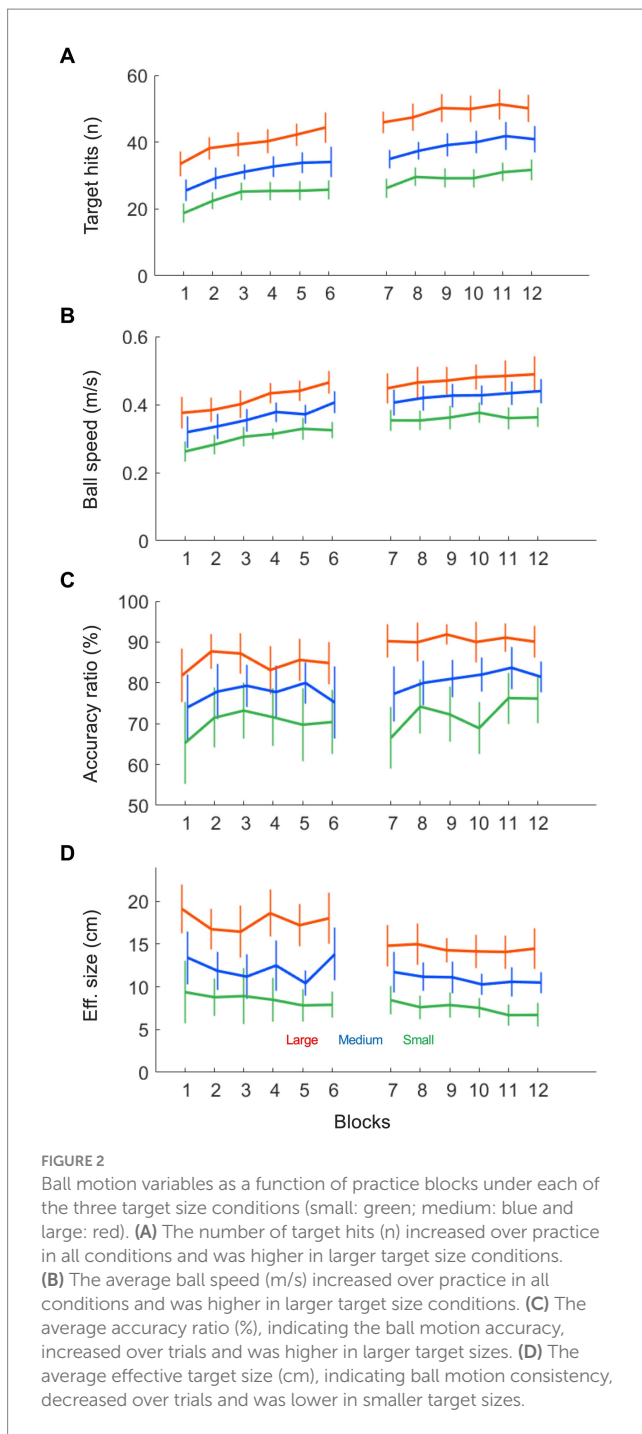 A
Target hits (n)
60
40
20
0
1 2 3 4 5 6 7 8 9 10 11 12
B
Ball speed (m/s)
0.6
0.4
0.2
0
1 2 3 4 5 6 7 8 9 10 11 12
C
Accuracy ratio (%)
100
90
80
70
60
50
1 2 3 4 5 6 7 8 9 10 11 12
D
Eff. size (cm)
20
15
10
5
0
Large Medium Small
1 2 3 4 5 6 7 8 9 10 11 12
Blocks
FIGURE 2
Ball motion variables as a function of practice blocks under each of
the three target size conditions (small: green; medium: blue and
large: red). (A) The number of target hits (n) increased over practice
in all conditions and was higher in larger target size conditions.
(B) The average ball speed (m/s) increased over practice in all
conditions and was higher in larger target size conditions. (C) The
average accuracy ratio (%), indicating the ball motion accuracy,
increased over trials and was higher in larger target sizes. (D) The
average effective target size (cm), indicating ball motion consistency,
decreased over trials and was lower in smaller target sizes.